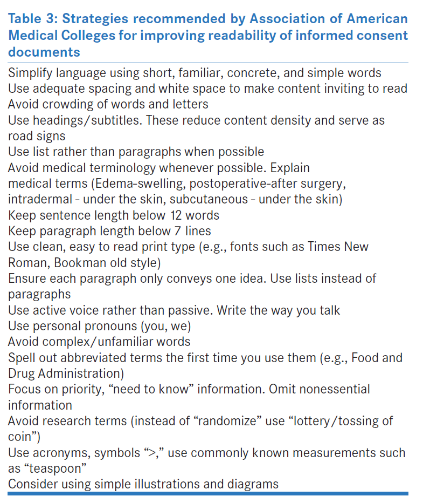 Table 3: Strategies recommended by Association of American
Medical Colleges for improving readability of informed consent
documents
Simplify language using short, familiar, concrete, and simple words
Use adequate spacing and white space to make content inviting to read
Avoid crowding of words and letters
Use headings/subtitles. These reduce content density and serve as
road signs
Use list rather than paragraphs when possible
Avoid medical terminology whenever possible. Explain
medical terms (Edema-swelling, postoperative-after surgery,
intradermal - under the skin, subcutaneous - under the skin)
Keep sentence length below 12 words
Keep paragraph length below 7 lines
Use clean, easy to read print type (e.g., fonts such as Times New
Roman, Bookman old style)
Ensure each paragraph only conveys one idea. Use lists instead of
paragraphs
Use active voice rather than passive. Write the way you talk
Use personal pronouns (you, we)
Avoid complex/unfamiliar words
Spell out abbreviated terms the first time you use them (e.g., Food and
Drug Administration)
Focus on priority, “need to know” information. Omit nonessential
information
Avoid research terms (instead of “randomize” use “lottery/tossing of
coin”)
Use acronyms, symbols “>,” use commonly known measurements such
as “teaspoon”
Consider using simple illustrations and diagrams